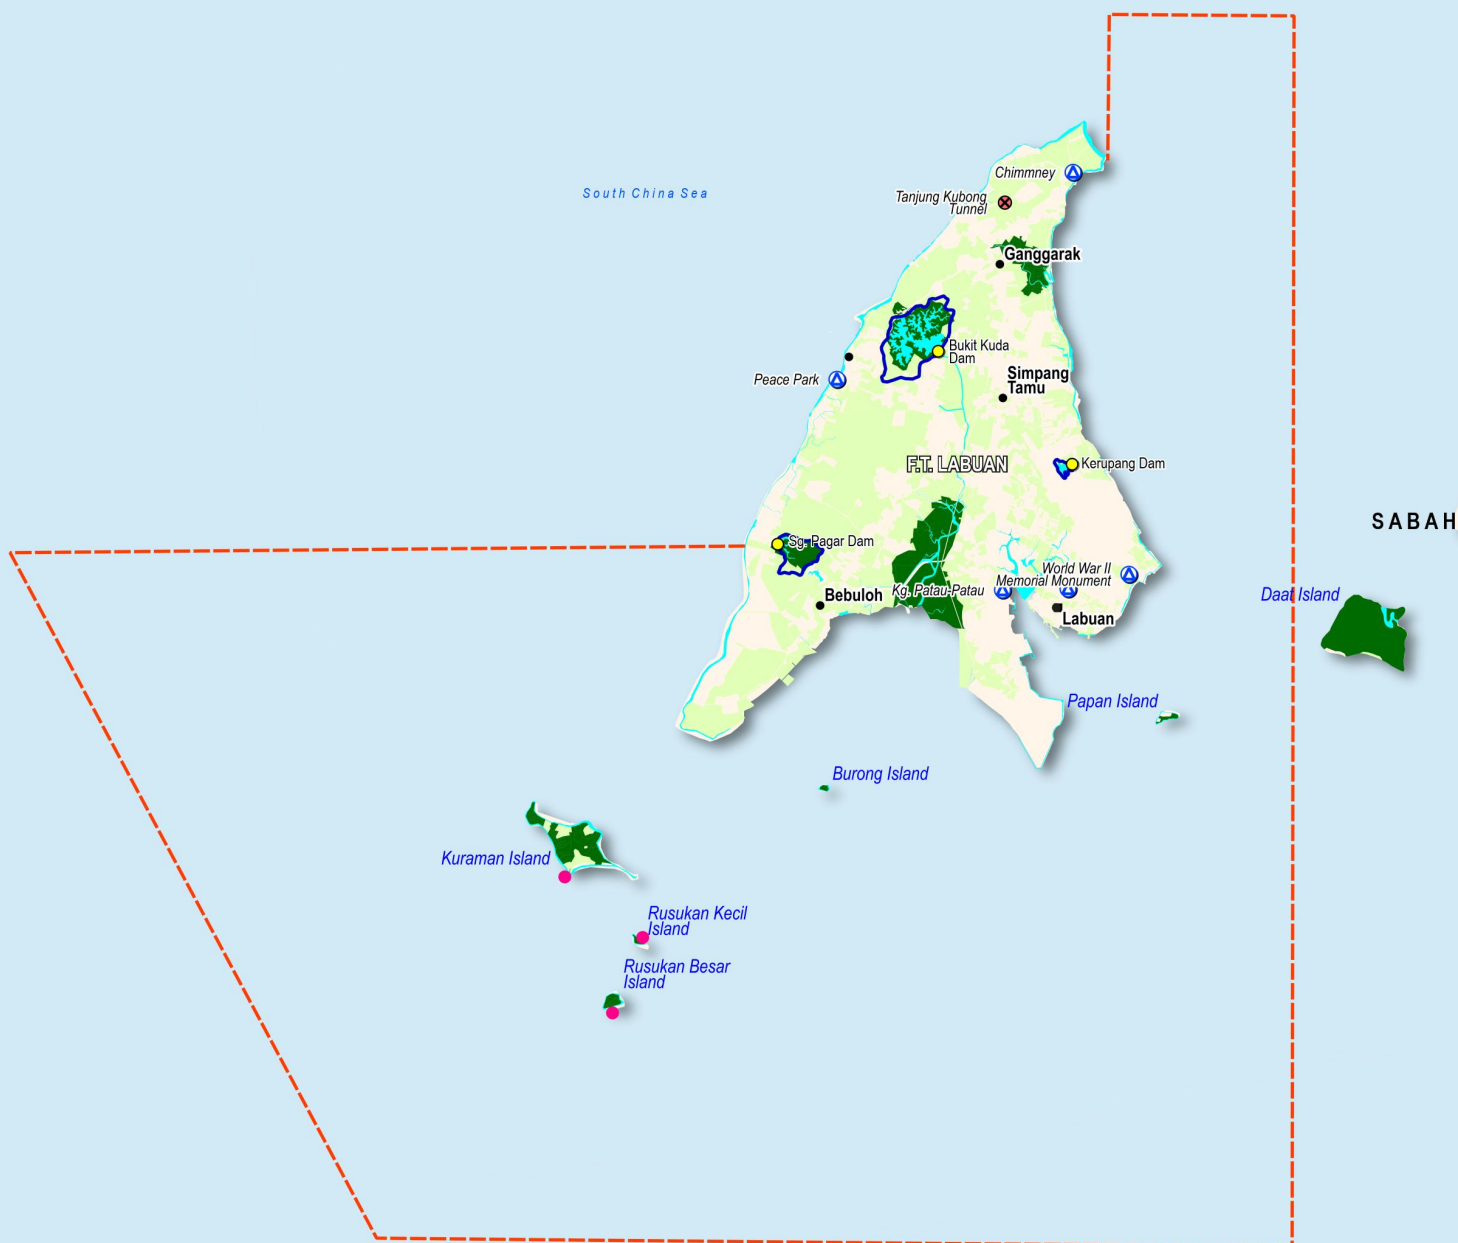 Chimmney
South China Sea
Tanjung Kubong
Tunnel
Ganggarak
Bukit Kuda
Dam
Simpang
Tamu
Peace Park
F.T. LABUAN
Kerupang Dam
SABAH
Sg. Pagar Dam
World War II
Memorial Monument
Kg. Patau-Patau
Bebuloh
Daat Island
Labuan
Papan Island
Burong Island
Kuraman Island
Rusukan Kecil
Island
Rusukan Besar
Island